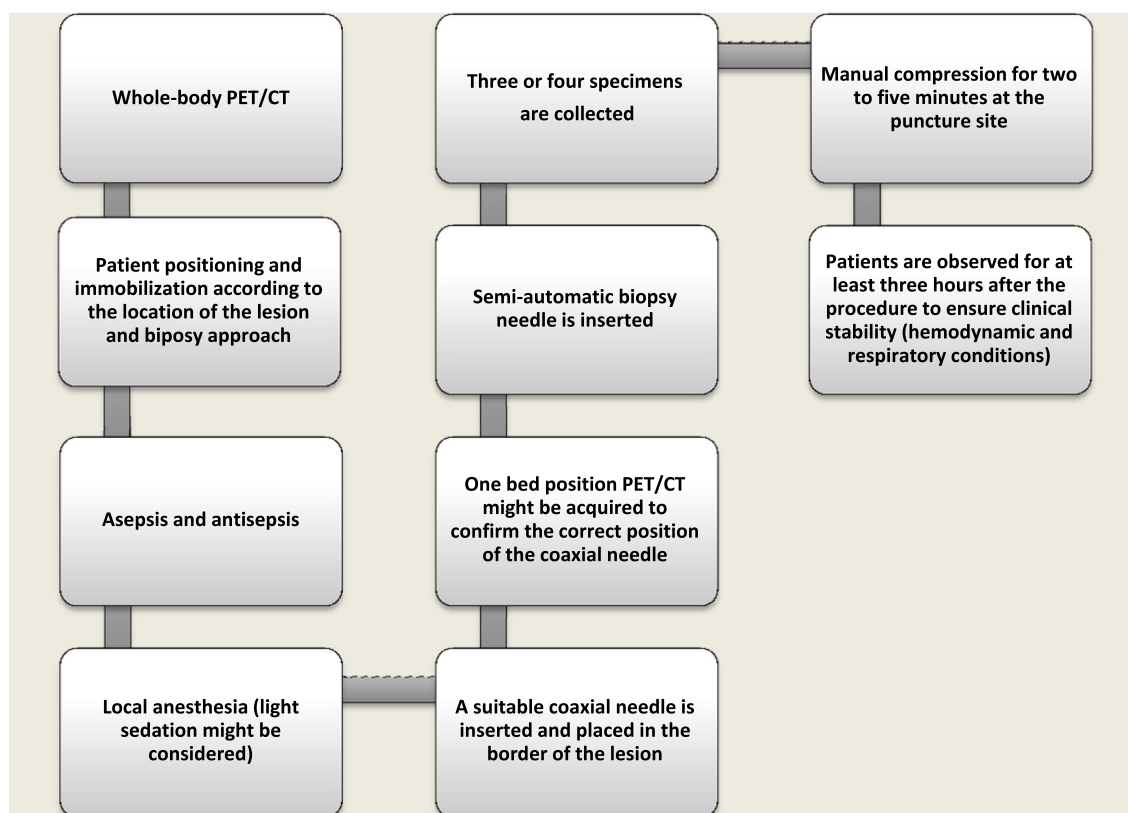 Whole-body PET/CT
Patient positioning and
immobilization according to
the location of the lesion
and biposy approach
Asepsis and antisepsis
Local anesthesia (light
sedation might be
considered)
A suitable coaxial needle is
inserted and placed in the
border of the lesion
One bed position PET/CT
might be acquired to
confirm the correct position
of the coaxial needle
Semi-automatic biopsy
needle is inserted
Three or four specimens
are collected
Manual compression for two
to five minutes at the
puncture site
Patients are observed for at
least three hours after the
procedure to ensure clinical
stability (hemodynamic and
respiratory conditions)